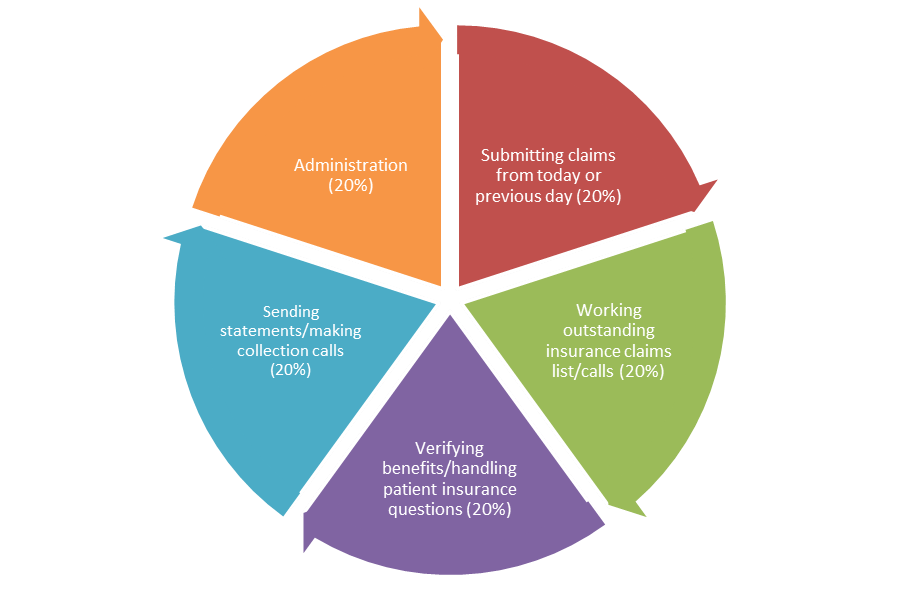 Administration
(20%)
Submitting claims
from today or
previous day (20%)
Sending
statements/making
collection calls
(20%)
Working
outstanding
insurance claims
list/calls (20%)
Verifying
benefits/handling
patient insurance
questions (20%)